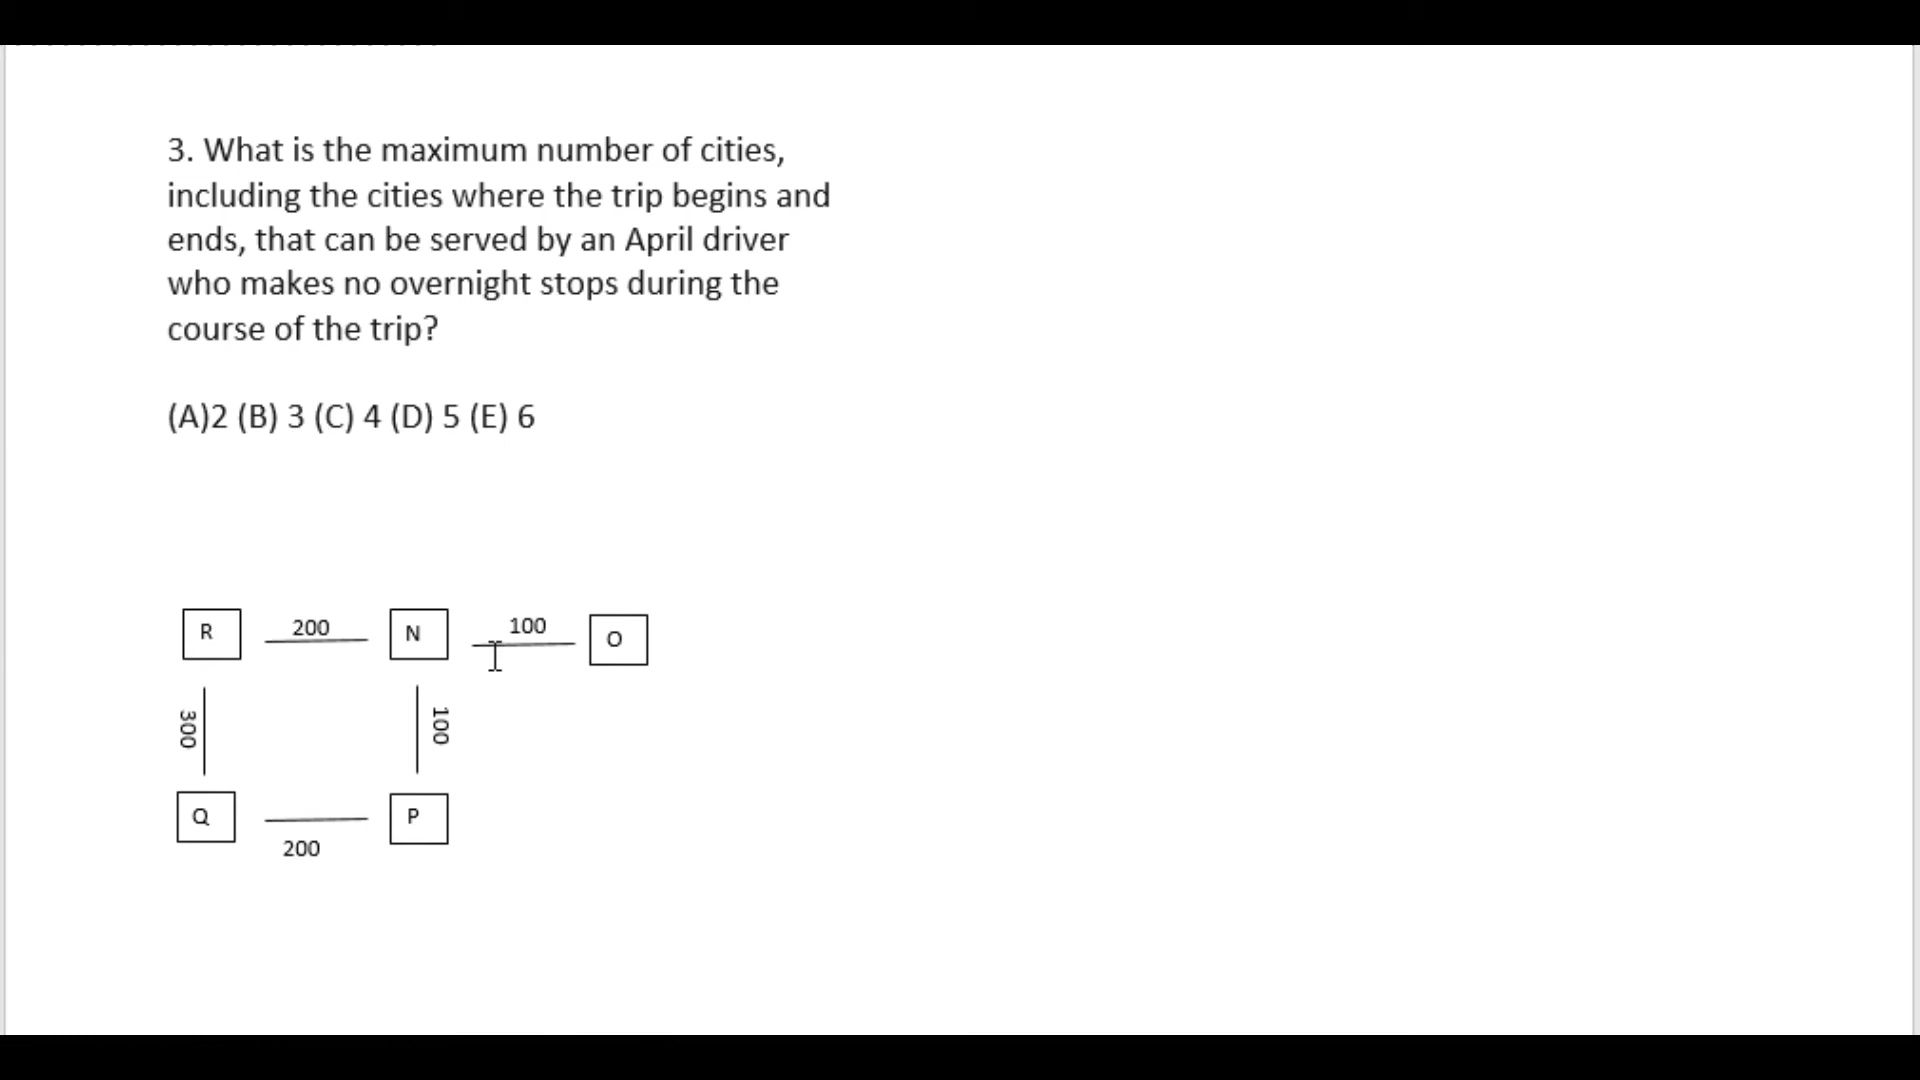 3. What is the maximum number of cities,
including the cities where the trip begins and
ends, that can be served by an April driver
who makes no overnight stops during the
course of the trip?
(A)2 (B) 3 (C) 4 (D) 5 (E) 6
R 200 N 100 O
300 100
Q P
200